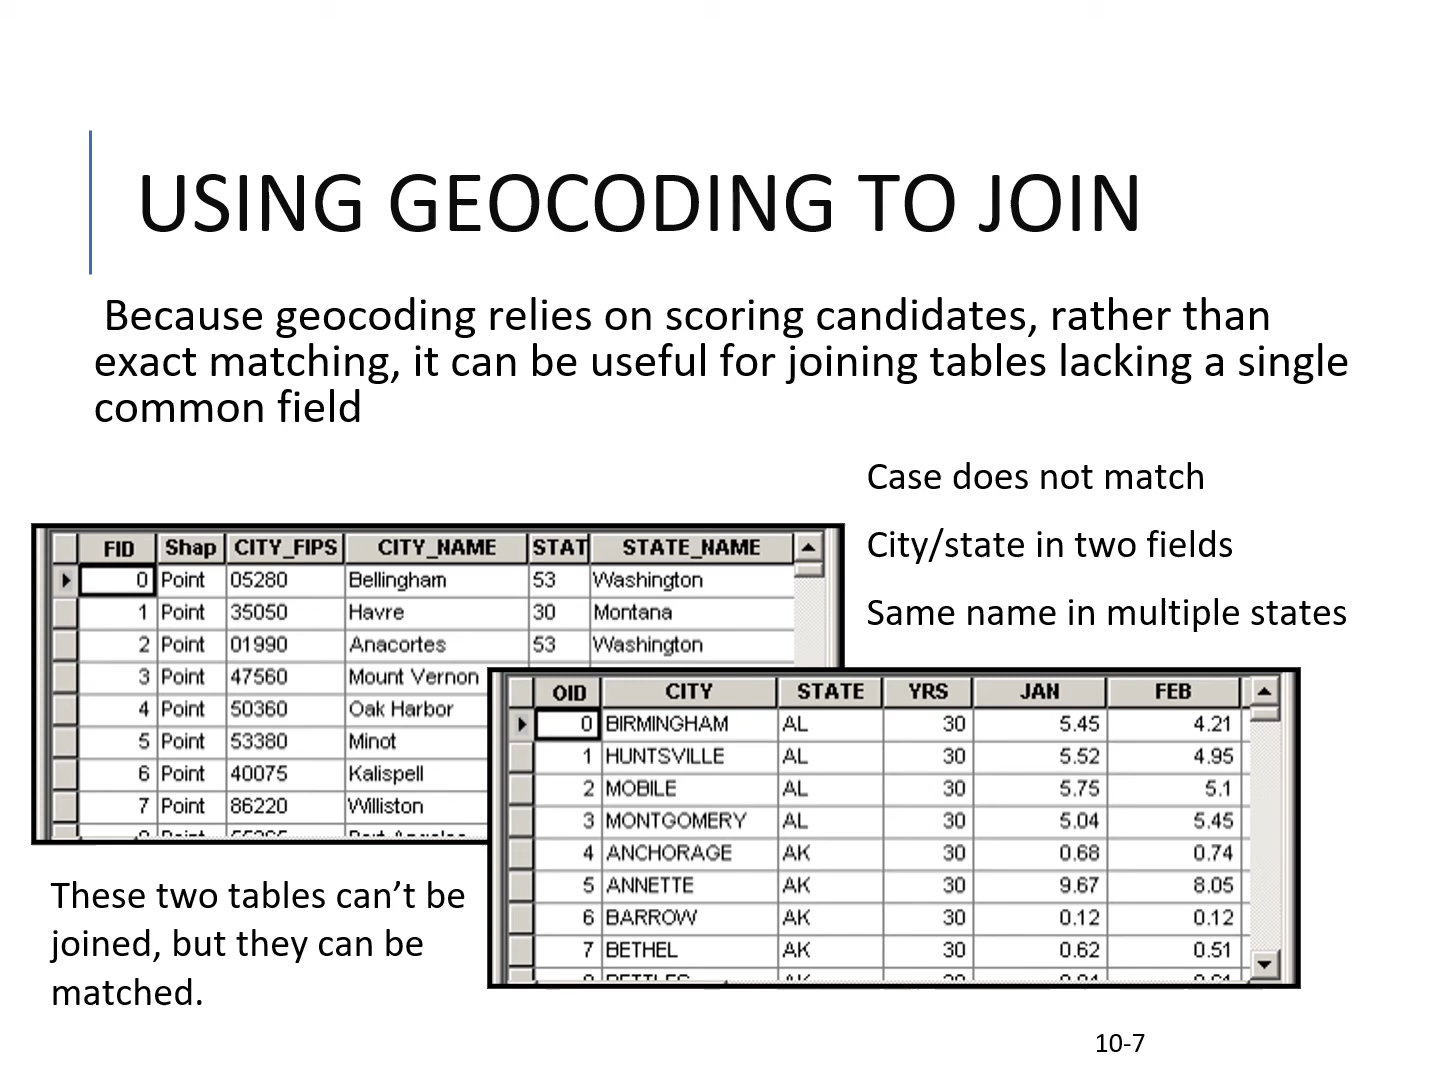 USING GEOCODING TO JOIN
Because geocoding relies on scoring candidates, rather than
exact matching, it can be useful for joining tables lacking a single
common field
Case does not match
City/state in two fields
Same name in multiple states
FID Shap CITY_FIPS CITY_NAME STAT STATE_NAME
0 Point 05280 Bellingham 53 Washington
1 Point 35050 Havre 30 Montana
2 Point 01990 Anacortes 53 Washington
3 Point 47560 Mount Vernon
4 Point 50360 Oak Harbor
5 Point 53380 Minot
6 Point 40075 Kalispell
7 Point 86220 Williston
OID CITY STATE YRS JAN FEB
0 BIRMINGHAM AL 30 5.45 4.21
1 HUNTSVILLE AL 30 5.52 4.95
2 MOBILE AL 30 5.75 5.1
3 MONTGOMERY AL 30 5.04 5.45
4 ANCHORAGE AK 30 0.68 0.74
5 ANNETTE AK 30 9.67 8.05
6 BARROW AK 30 0.12 0.12
7 BETHEL AK 30 0.62 0.51
These two tables can’t be
joined, but they can be
matched.
10-7